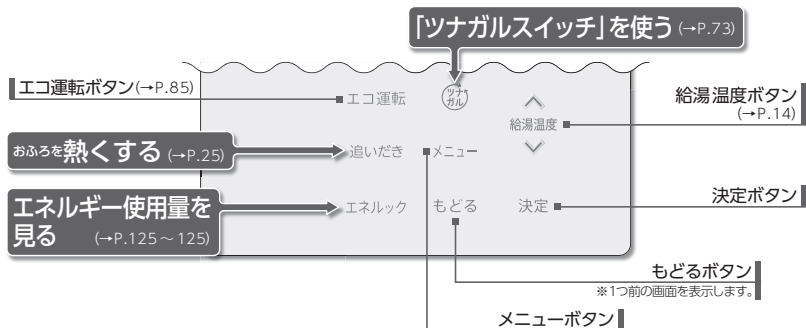 「ツナガルスイッチ」を使う (→P.73)
エコ運転ボタン(→P.85)
エコ運転
ツナガル
給湯温度ボタン
(→P.14)
給湯温度
おふろを熱くする (→P.25)
追いだき
メニュー
エネルギー使用量を
見る (→P.125～125)
エネルック
もどる
決定
決定ボタン
もどるボタン
※1つ前の画面を表示します。
メニューボタン